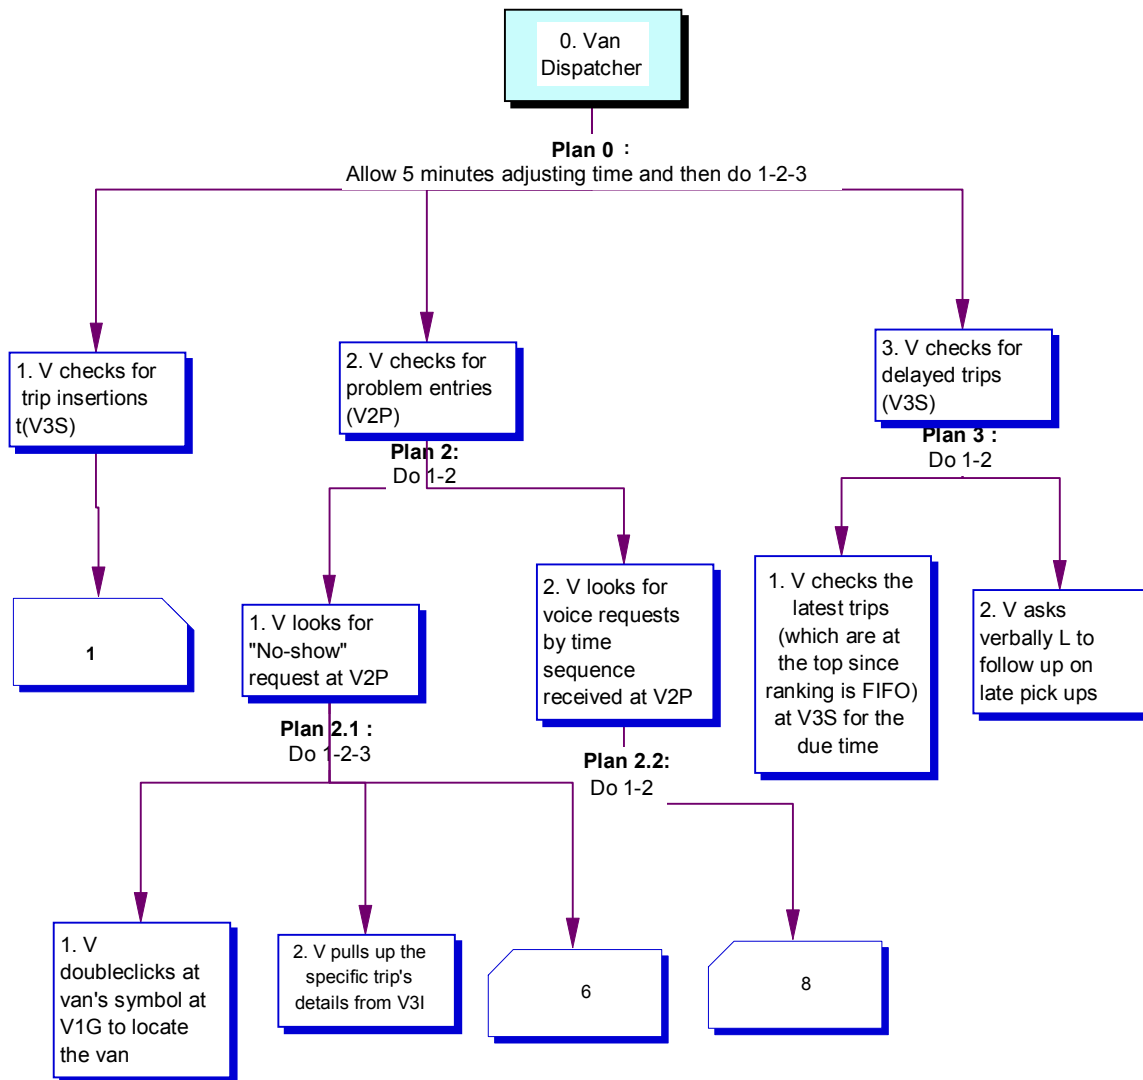 0. Van
Dispatcher
Plan 0 :
Allow 5 minutes adjusting time and then do 1-2-3
1. V checks for
trip insertions
t(V3S)
2. V checks for
problem entries
(V2P)
3. V checks for
delayed trips
(V3S)
Plan 2:
Do 1-2
Plan 3 :
Do 1-2
1
1. V looks for
"No-show"
request at V2P
2. V looks for
voice requests
by time
sequence
received at V2P
1. V checks the
latest trips
(which are at
the top since
ranking is FIFO)
at V3S for the
due time
2. V asks
verbally L to
follow up on
late pick ups
Plan 2.1 :
Do 1-2-3
Plan 2.2:
Do 1-2
1. V
doubleclicks at
van's symbol at
V1G to locate
the van
2. V pulls up the
specific trip's
details from V3I
6
8